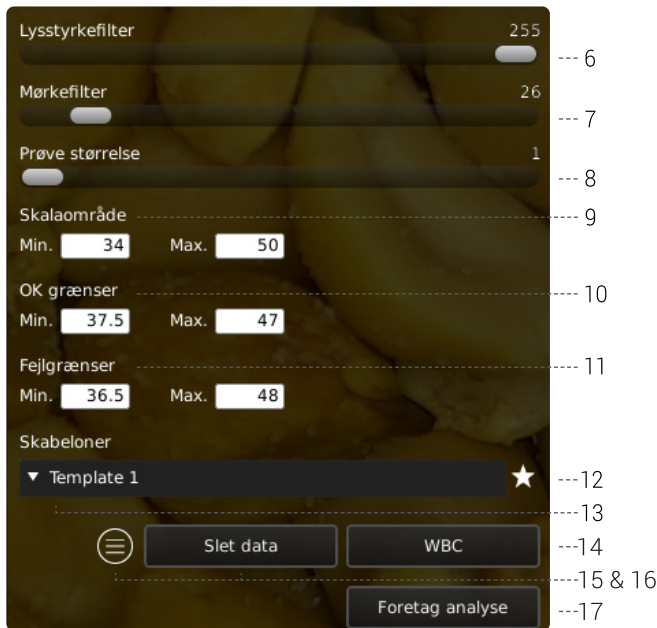 Lysstyrkefilter 255
6
Mørkefilter 26
7
Prøve størrelse 1
8
Skalaområde 9
Min. 34 Max. 50
OK grænser 10
Min. 37.5 Max. 47
Fejlgrænser 11
Min. 36.5 Max. 48
Skabeloner
Template 1 12
13
Slet data WBC 14
15 & 16
Foretag analyse 17